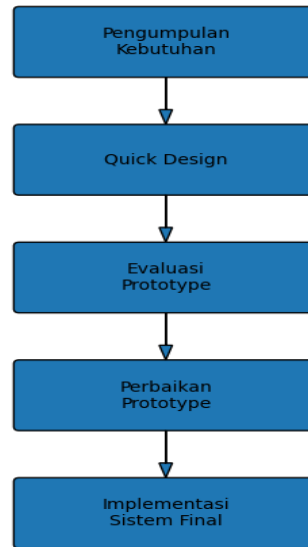 Pengumpulan
Kebutuhan
Quick Design
Evaluasi
Prototype
Perbaikan
Prototype
Implementasi
Sistem Final